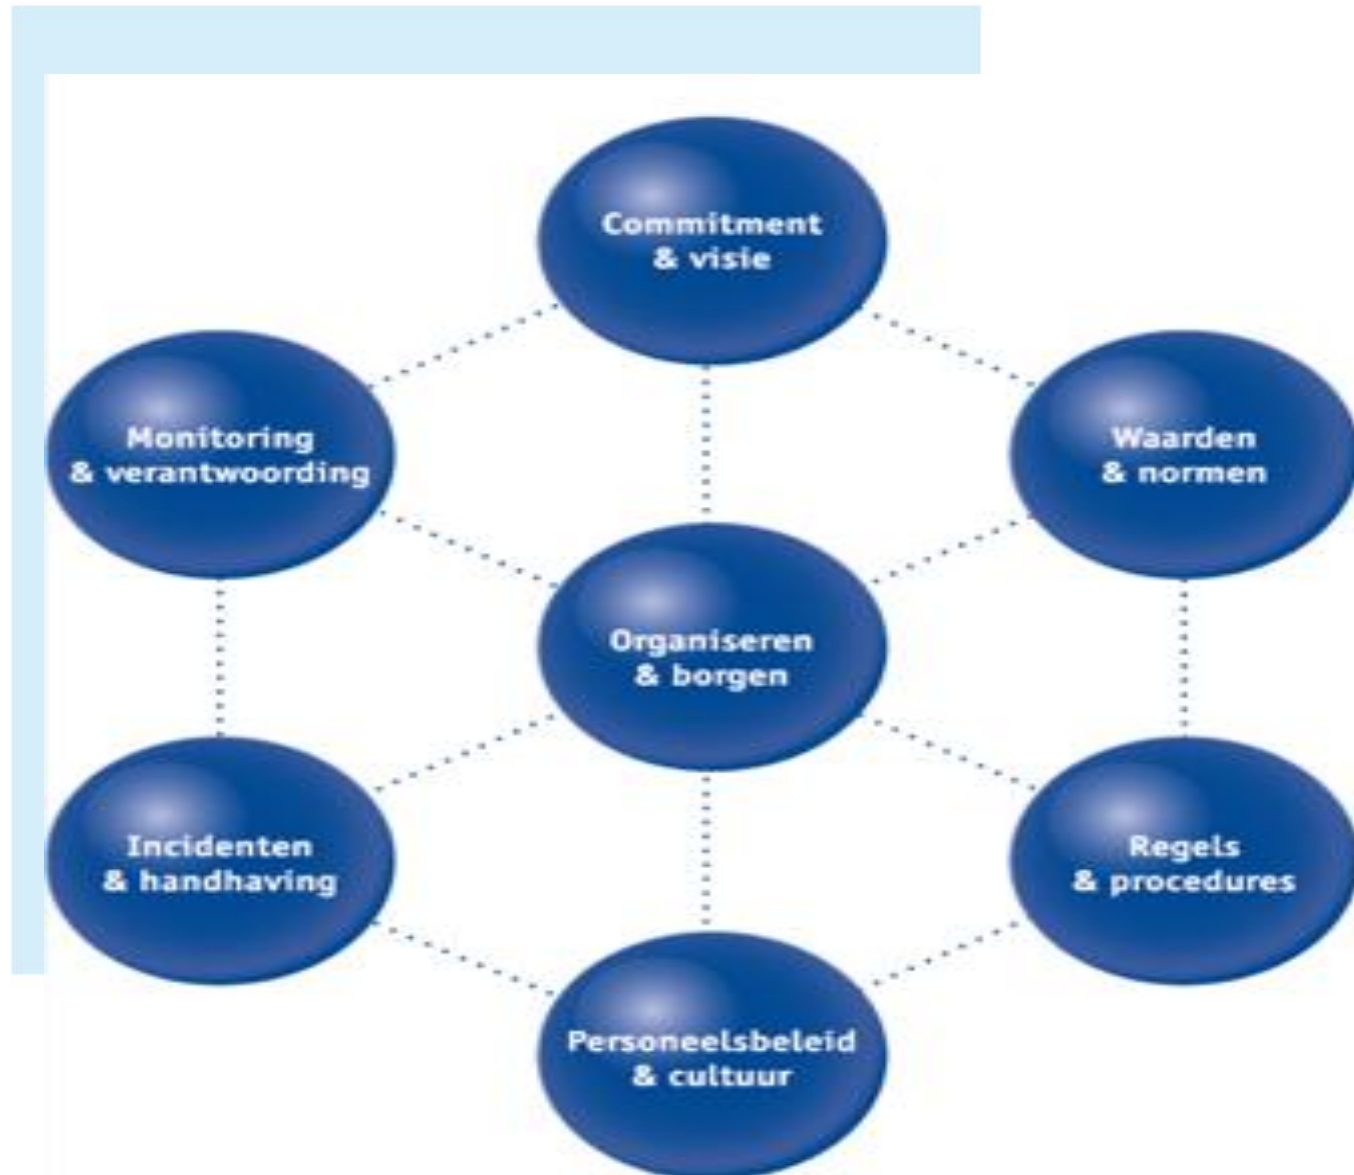 Commitment
& visie
Monitoring
& verantwoording
Waarden
& normen
Organiseren
& borgen
Incidenten
& handhaving
Regels
& procedures
Personeelsbeleid
& cultuur